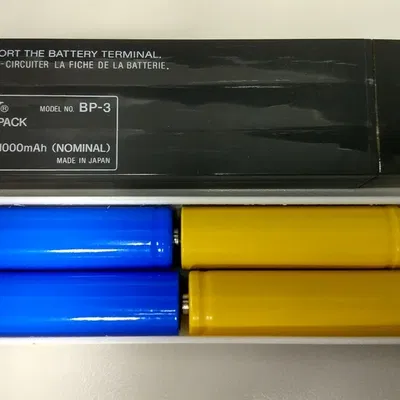 ORT THE BATTERY TERMINAL.
-CIRCUITER LA FICHE DE LA BATTERIE.
® MODEL NO. BP-3
PACK
1000mAh (NOMINAL)
MADE IN JAPAN